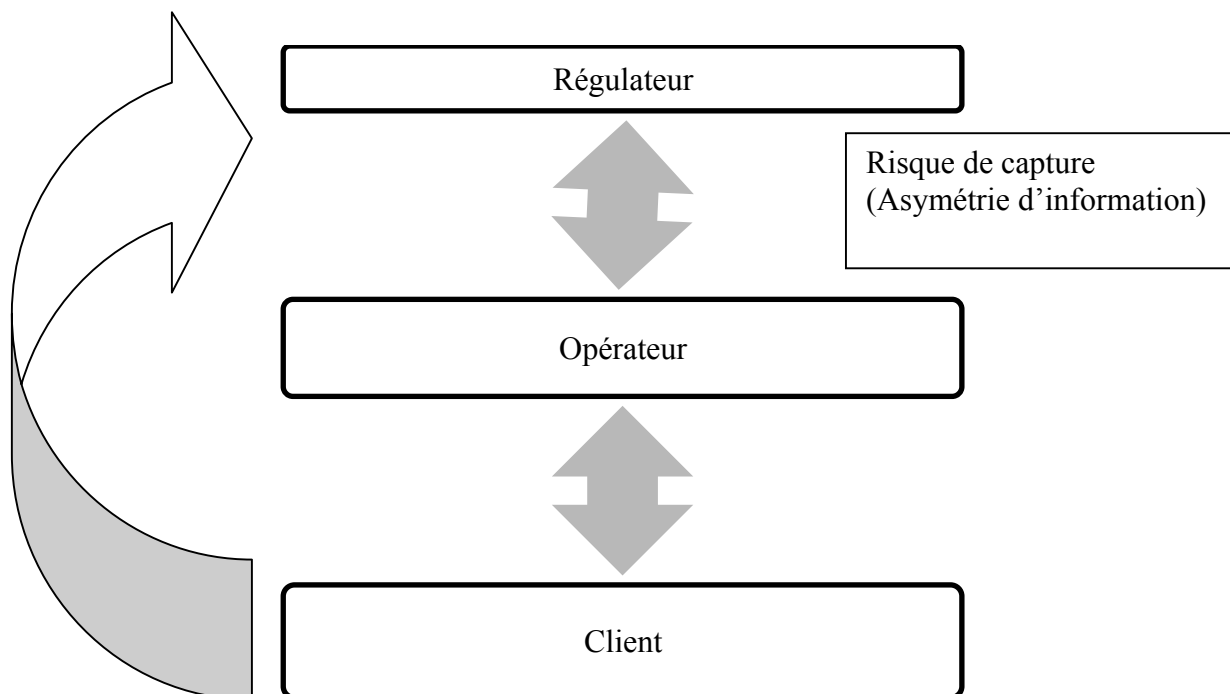 Régulateur
Risque de capture
(Asymétrie d’information)
Opérateur
Client